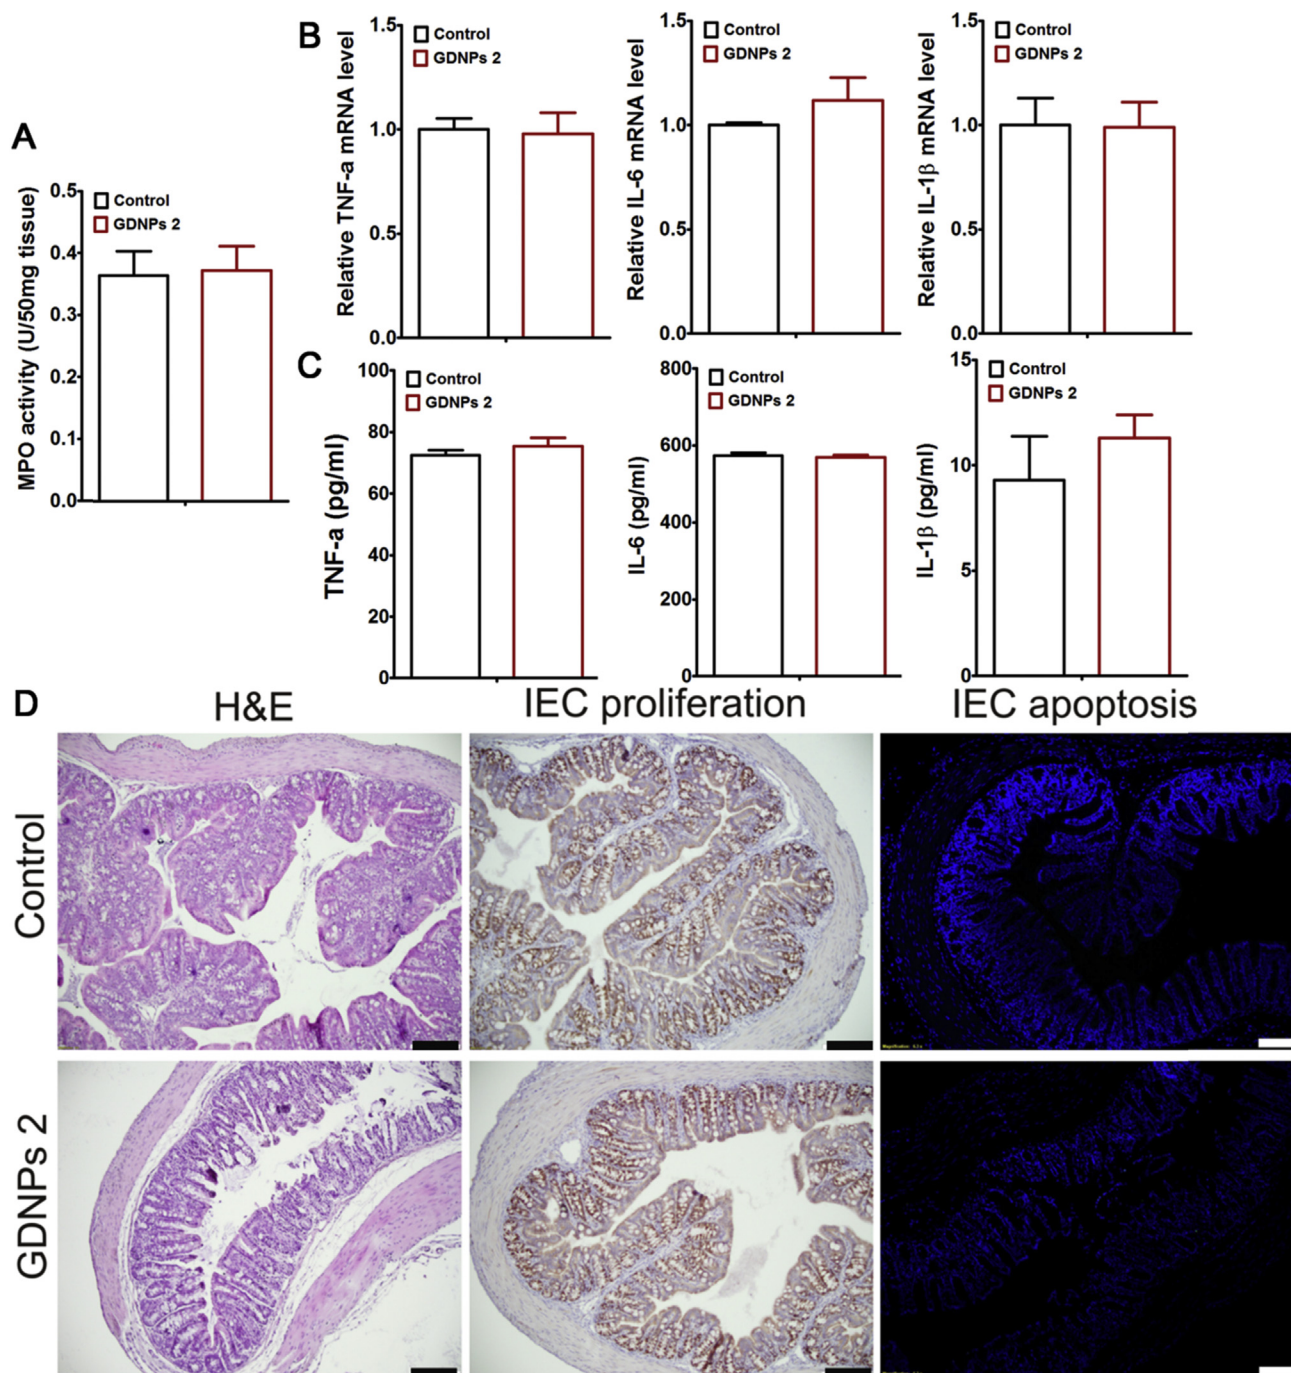 A
MPO activity (U/50mg tissue)
0.5
0.4
0.3
0.2
0.1
0.0
Control
GDNPs 2
B
Relative TNF-a mRNA level
1.5
1.0
0.5
0.0
Control
GDNPs 2
Relative IL-6 mRNA level
1.5
1.0
0.5
0.0
Control
GDNPs 2
Relative IL-1β mRNA level
1.5
1.0
0.5
0.0
Control
GDNPs 2
C
TNF-a (pg/ml)
100
80
60
40
20
0
Control
GDNPs 2
IL-6 (pg/ml)
800
600
400
200
0
Control
GDNPs 2
IL-1β (pg/ml)
15
10
5
0
Control
GDNPs 2
D
H&E
IEC proliferation
IEC apoptosis
Control
GDNPs 2